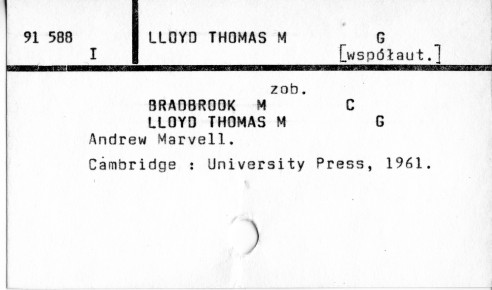 91 588 LLOYD THOMAS M G
I [współaut.]
zob.
BRADBROOK M C
LLOYD THOMAS M G
Andrew Marvell.
Cambridge : University Press, 1961.